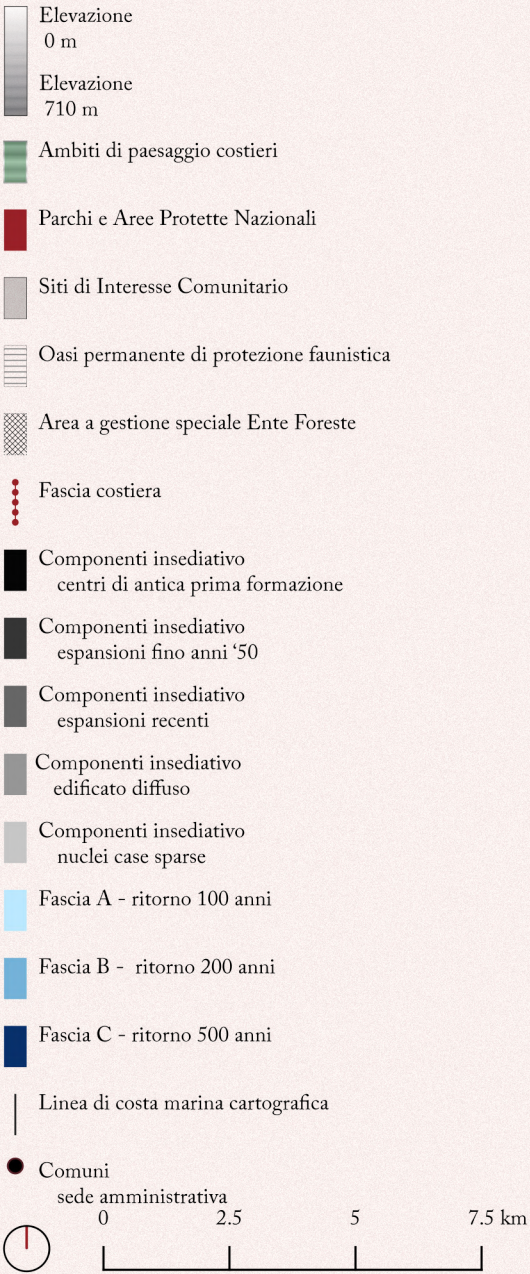 Elevazione
0 m
Elevazione
710 m
Ambiti di paesaggio costieri
Parchi e Aree Protette Nazionali
Siti di Interesse Comunitario
Oasi permanente di protezione faunistica
Area a gestione speciale Ente Foreste
Fascia costiera
Componenti insediativo
centri di antica prima formazione
Componenti insediativo
espansioni fino anni ‘50
Componenti insediativo
espansioni recenti
Componenti insediativo
edificato diffuso
Componenti insediativo
nuclei case sparse
Fascia A - ritorno 100 anni
Fascia B - ritorno 200 anni
Fascia C - ritorno 500 anni
Linea di costa marina cartografica
Comuni
sede amministrativa
0 2.5 5 7.5 km